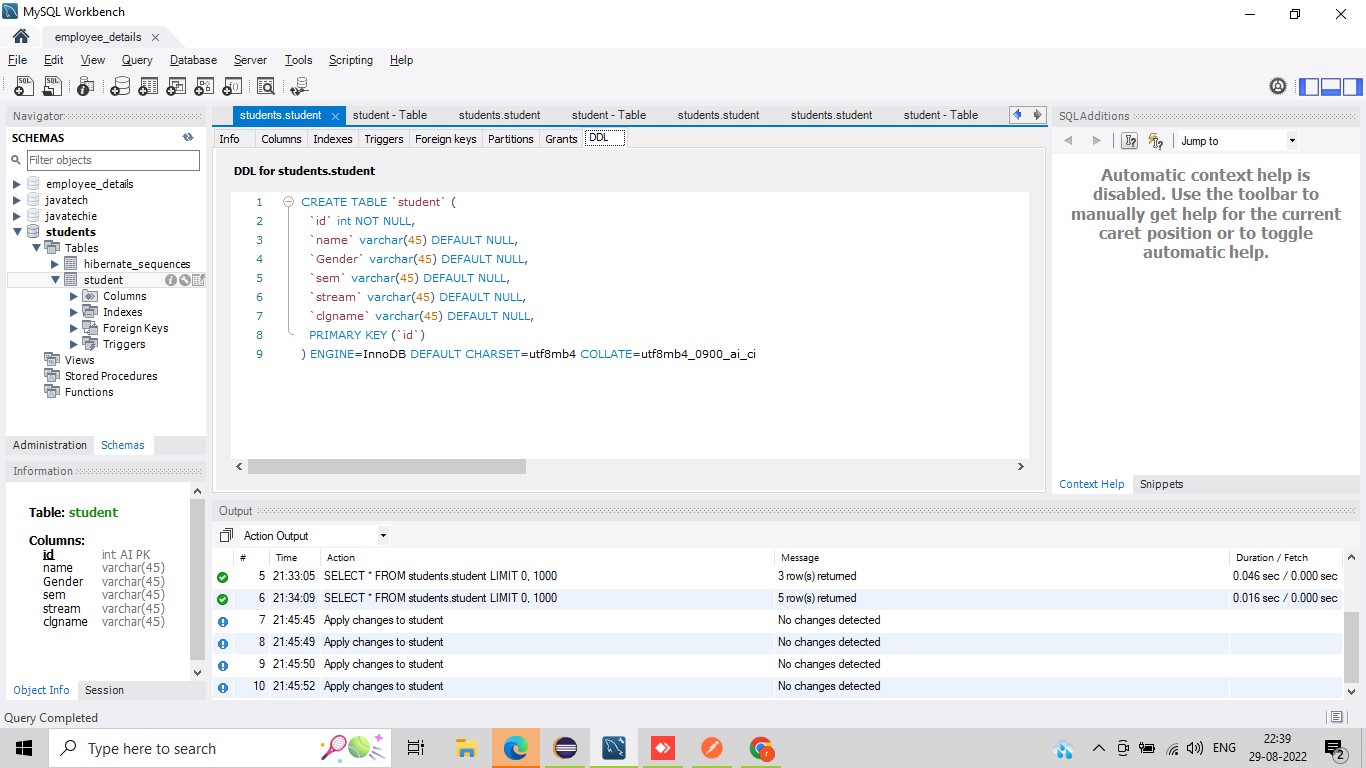 MySQL Workbench
employee_details
File Edit View Query Database Server Tools Scripting Help
Navigator
SCHEMAS
Filter objects
employee_details
javatech
javatechie
students
Tables
hibernate_sequences
student
Columns
Indexes
Foreign Keys
Triggers
Views
Stored Procedures
Functions
Administration Schemas
Information
Table: student
Columns:
id int AI PK
name varchar(45)
Gender varchar(45)
sem varchar(45)
stream varchar(45)
clgname varchar(45)
Object Info Session
students.student student - Table students.student student - Table students.student students.student student - Table
Info Columns Indexes Triggers Foreign keys Partitions Grants DDL
DDL for students.student
1 CREATE TABLE `student` (
2 `id` int NOT NULL,
3 `name` varchar(45) DEFAULT NULL,
4 `Gender` varchar(45) DEFAULT NULL,
5 `sem` varchar(45) DEFAULT NULL,
6 `stream` varchar(45) DEFAULT NULL,
7 `clgname` varchar(45) DEFAULT NULL,
8 PRIMARY KEY (`id`)
9 ) ENGINE=InnoDB DEFAULT CHARSET=utf8mb4 COLLATE=utf8mb4_0900_ai_ci
SQLAdditions
Jump to
Automatic context help is
disabled. Use the toolbar to
manually get help for the current
caret position or to toggle
automatic help.
Context Help Snippets
Output
Action Output
# Time Action Message Duration / Fetch
5 21:33:05 SELECT * FROM students.student LIMIT 0, 1000 3 row(s) returned 0.046 sec / 0.000 sec
6 21:34:09 SELECT * FROM students.student LIMIT 0, 1000 5 row(s) returned 0.016 sec / 0.000 sec
7 21:45:45 Apply changes to student No changes detected
8 21:45:49 Apply changes to student No changes detected
9 21:45:50 Apply changes to student No changes detected
10 21:45:52 Apply changes to student No changes detected
Query Completed
Type here to search
ENG
22:39
29-08-2022
2